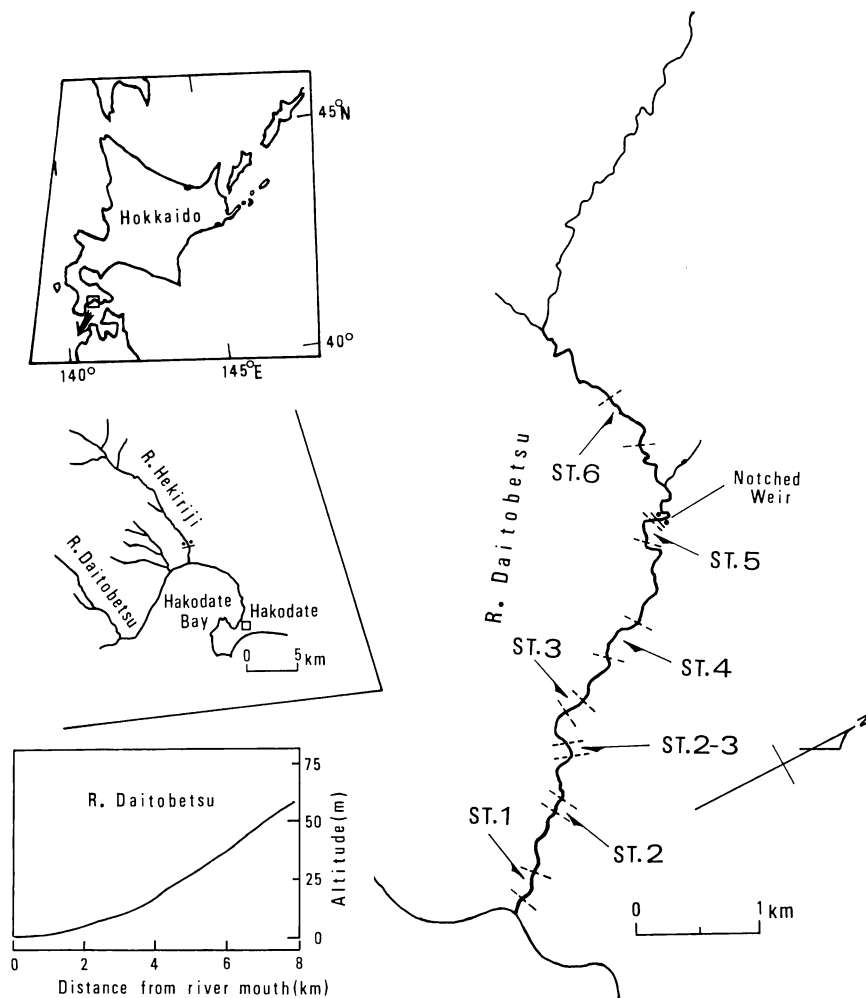 45°N
Hokkaido
40°
140°
145°E
R. Hekiriji
R. Daitobetsu
Hakodate
Bay
Hakodate
0 5
km
75
R. Daitobetsu
50
25
0
Altitude(m)
0 2 4 6 8
Distance from river mouth(km)
R. Daitobetsu
ST.6
Notched
Weir
ST.5
ST.3
ST.4
ST.2-3
N
ST.1
ST.2
0 1
km